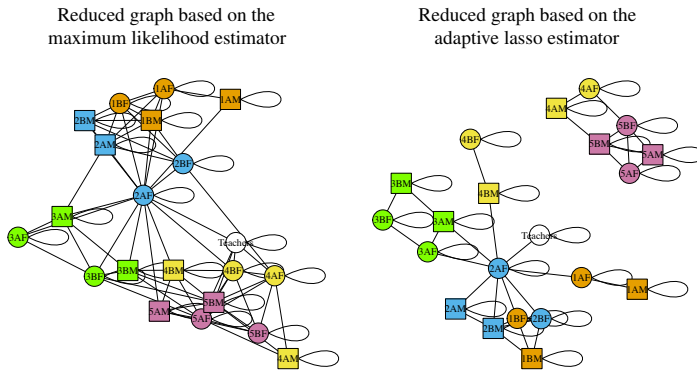 Reduced graph based on the
maximum likelihood estimator
1AF
1BF
1AM
2BM
1BM
2AM
2BF
2AF
3AM
3AF
Teachers
3BF
3BM
4BM
4BF
4AF
5AM
5BM
5AF
5BF
4AM
Reduced graph based on the
adaptive lasso estimator
4AF
4AM
5BF
4BF
5BM
5AM
5AF
3BM
4BM
3BF
3AM
Teachers
3AF
2AF
1AF
1AM
2AM
1BF
2BF
2BM
1BM